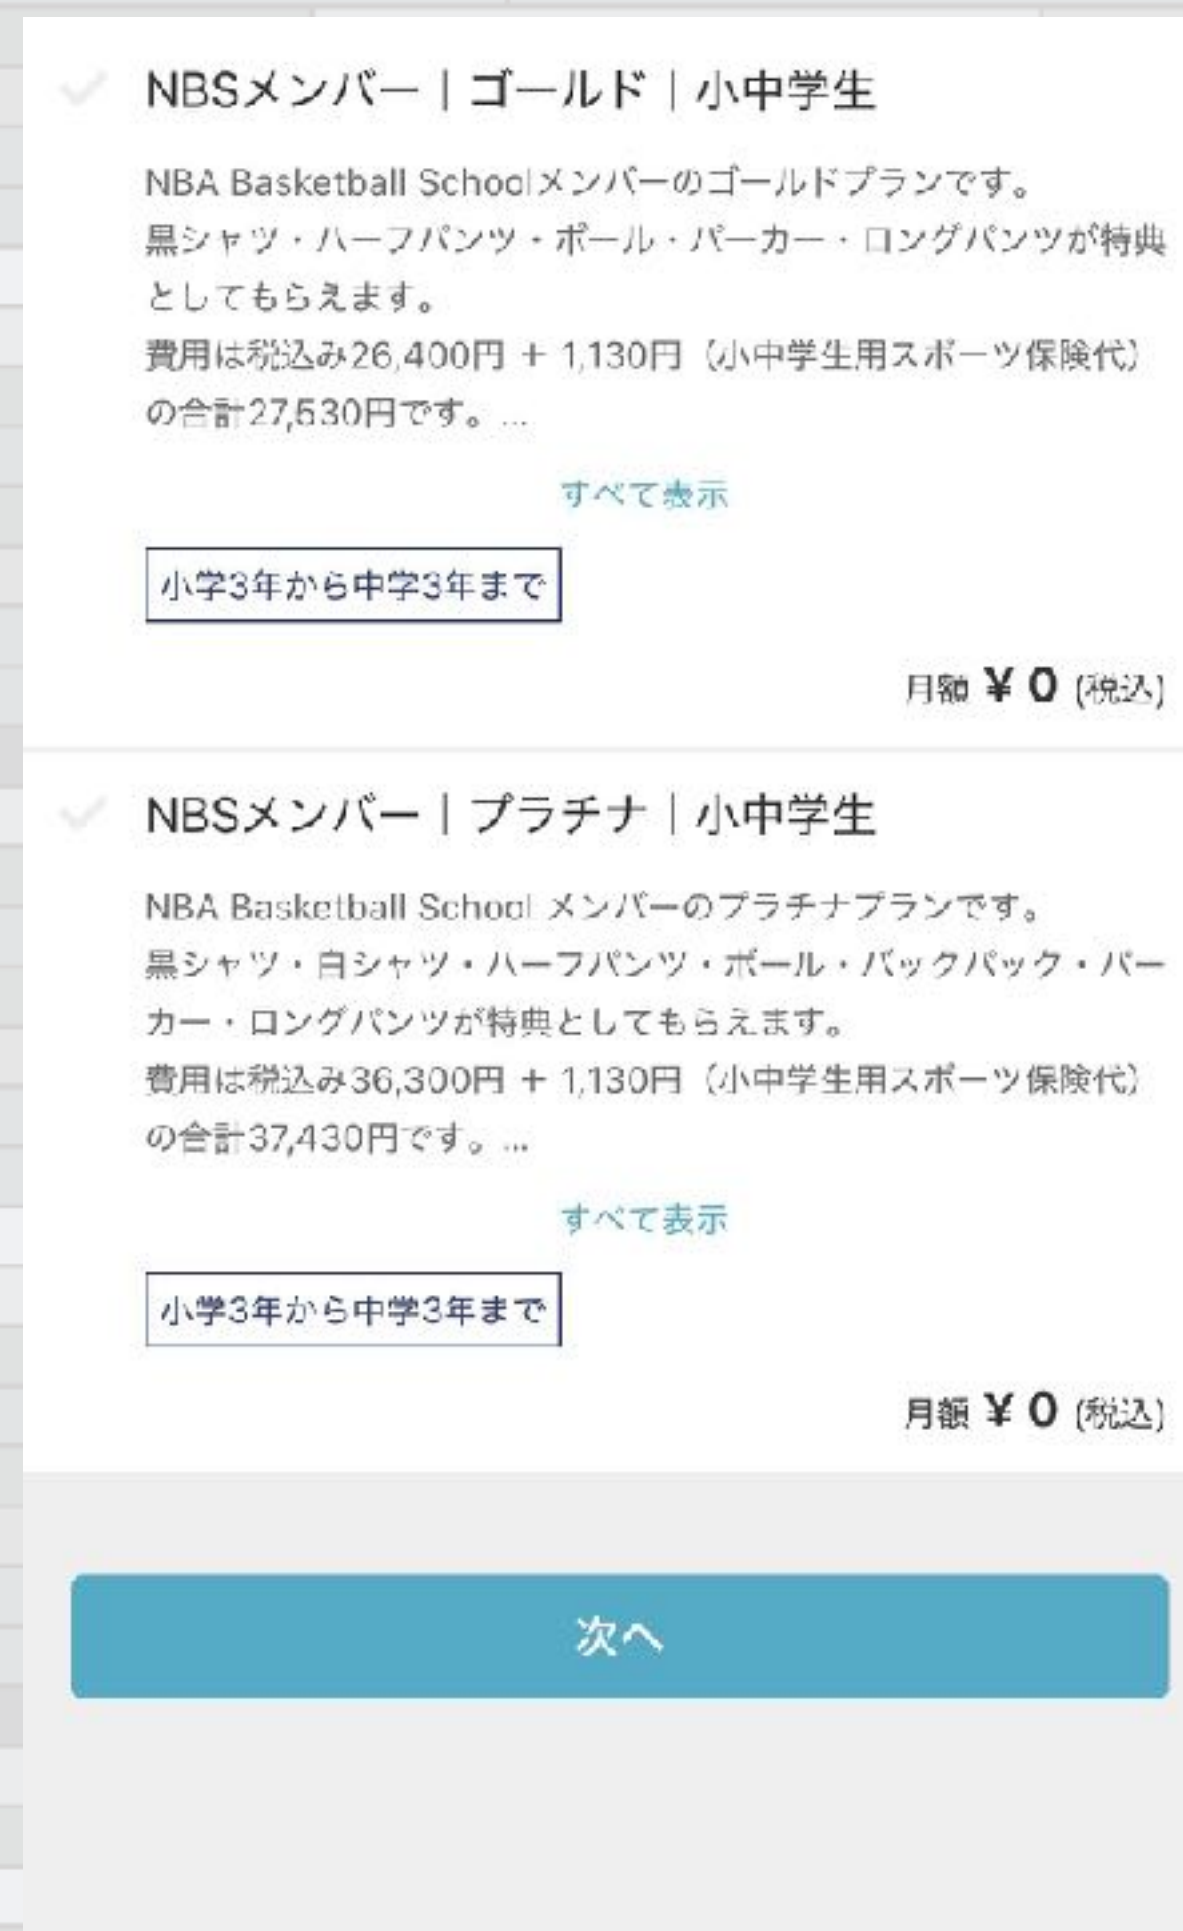 NBSメンバー｜ゴールド｜小中学生
NBA Basketball Schoolメンバーのゴールドプランです。
黒シャツ・ハーフパンツ・ボール・パーカー・ロングパンツが特典
としてもらえます。
費用は税込み26,400円 + 1,130円（小中学生用スポーツ保険代）
の合計27,530円です。...
すべて表示
小学3年から中学3年まで
月額 ¥ 0 (税込)
NBSメンバー｜プラチナ｜小中学生
NBA Basketball School メンバーのプラチナプランです。
黒シャツ・白シャツ・ハーフパンツ・ボール・バックパック・パー
カー・ロングパンツが特典としてもらえます。
費用は税込み36,300円 + 1,130円（小中学生用スポーツ保険代）
の合計37,430円です。...
すべて表示
小学3年から中学3年まで
月額 ¥ 0 (税込)
次へ